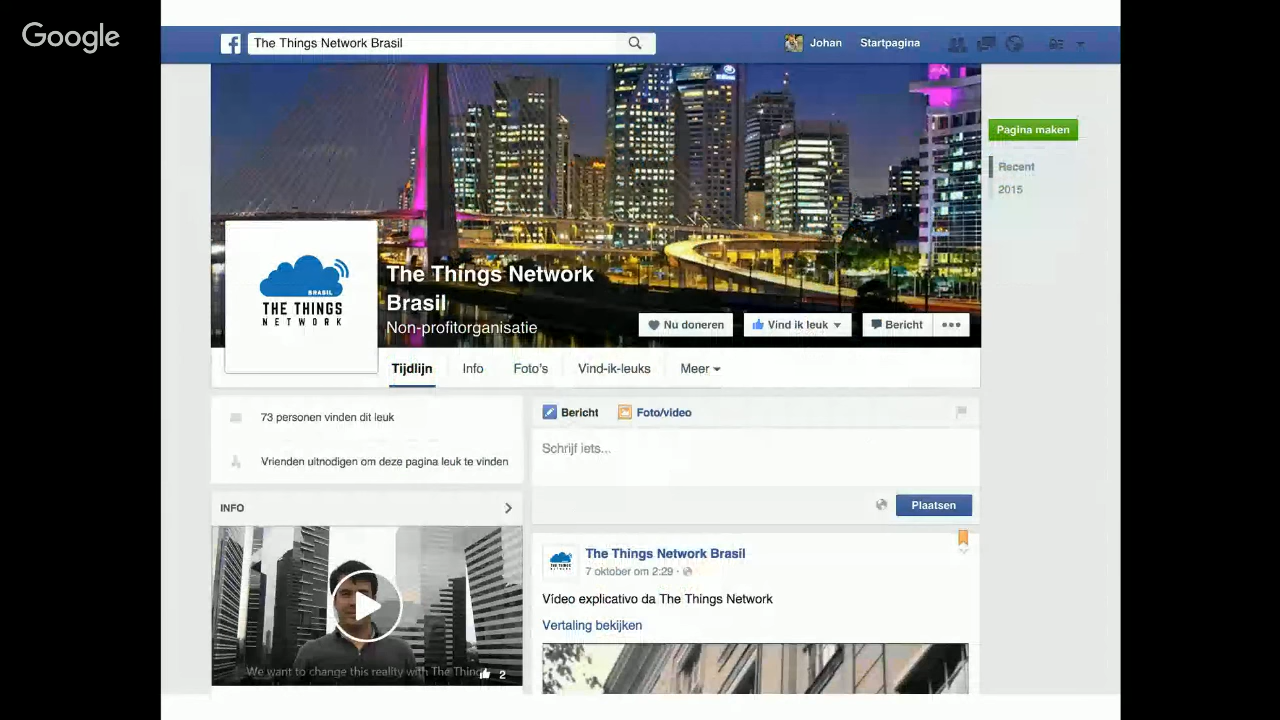 Google
The Things Network Brasil
Johan
Startpagina
Pagina maken
Recent
2015
BRASIL
THE THINGS
NETWORK
The Things Network
Brasil
Non-profitorganisatie
Nu doneren
Vind ik leuk
Bericht
Tijdlijn
Info
Foto's
Vind-ik-leuks
Meer
73 personen vinden dit leuk
Vrienden uitnodigen om deze pagina leuk te vinden
INFO
We want to change this reality with The Thing
2
Bericht
Foto/video
Schrijf iets...
Plaatsen
The Things Network Brasil
7 oktober om 2:29 ·
Vídeo explicativo da The Things Network
Vertaling bekijken